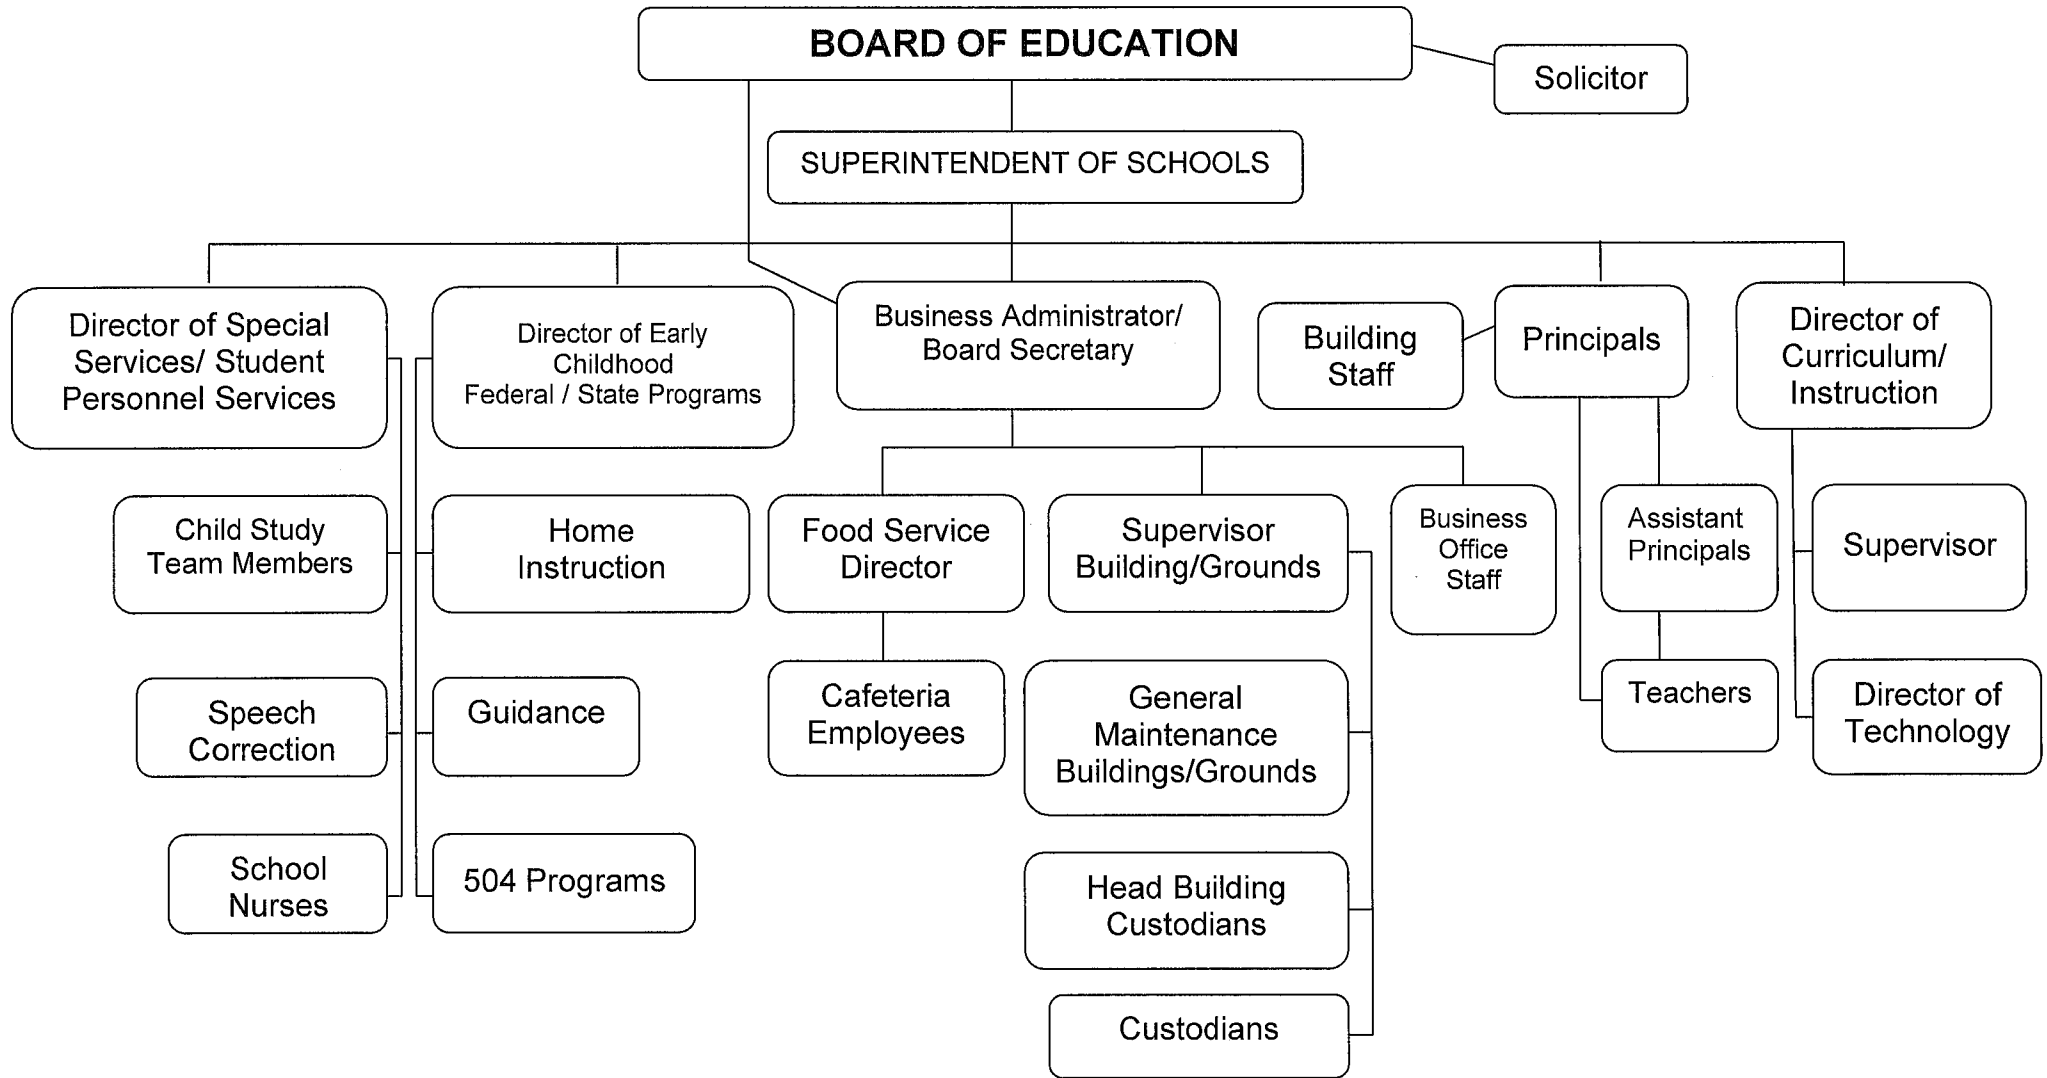 BOARD OF EDUCATION
Solicitor
SUPERINTENDENT OF SCHOOLS
Director of Special
Services/ Student
Personnel Services
Director of Early
Childhood
Federal / State Programs
Business Administrator/
Board Secretary
Building
Staff
Principals
Director of
Curriculum/
Instruction
Child Study
Team Members
Home
Instruction
Food Service
Director
Supervisor
Building/Grounds
Business
Office
Staff
Assistant
Principals
Supervisor
Speech
Correction
Guidance
Cafeteria
Employees
General
Maintenance
Buildings/Grounds
Teachers
Director of
Technology
School
Nurses
504 Programs
Head Building
Custodians
Custodians